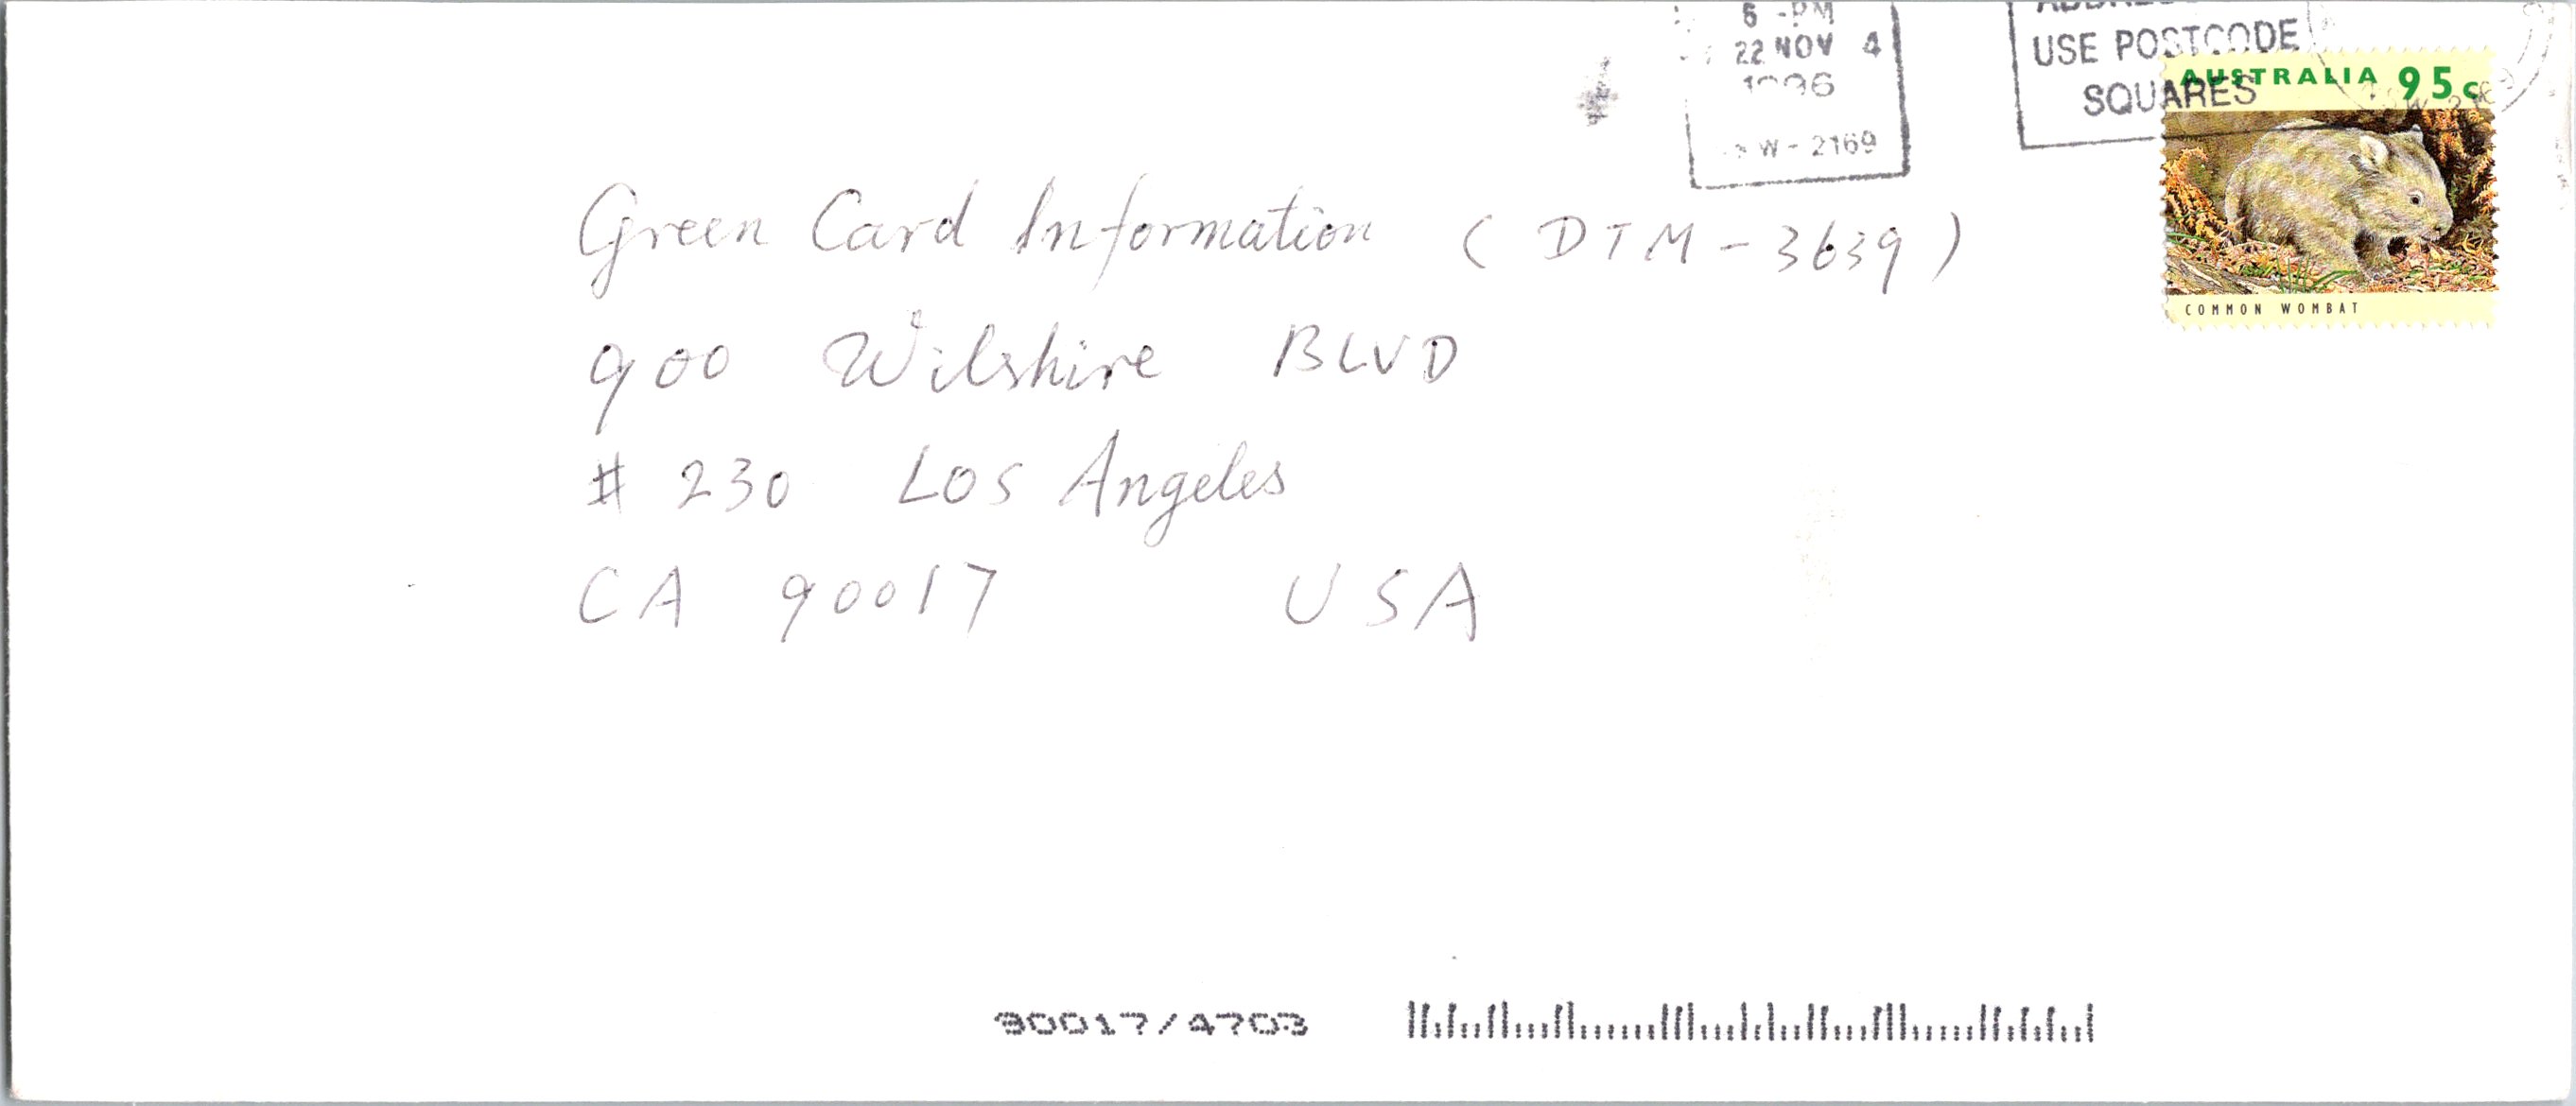 6 -PM
22 NOV 4
1996
W - 2169
USE POSTCODE
SQUARES
AUSTRALIA 95c
COMMON WOMBAT
Green Card Information ( DTM - 3639 )
900 Wilshire BLVD
# 230 Los Angeles
CA 90017 USA
90017/4703